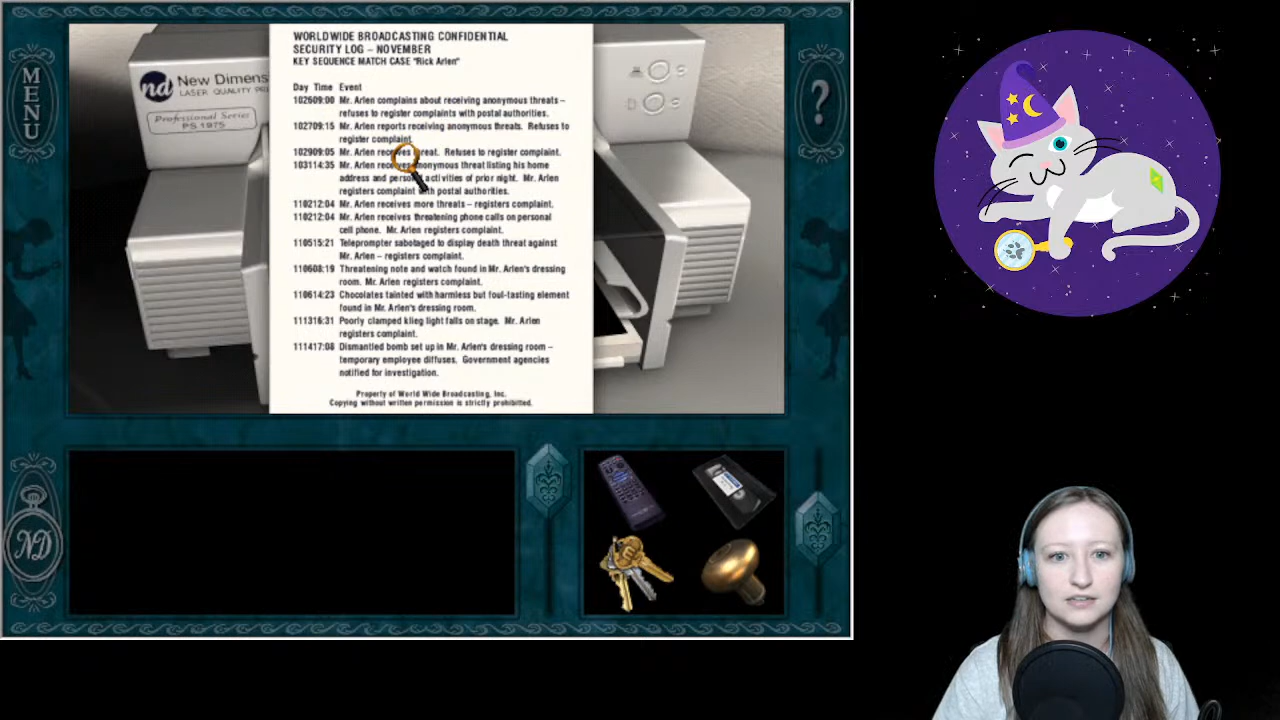 WORLDWIDE BROADCASTING CONFIDENTIAL
SECURITY LOG – NOVEMBER
KEY SEQUENCE MATCH CASE "Rick Arlen"
Day Time Event
102609:00 Mr. Arlen complains about receiving anonymous threats –
refuses to register complaints with postal authorities.
102709:15 Mr. Arlen reports receiving anonymous threats. Refuses to
register complaint.
102909:05 Mr. Arlen receives threat. Refuses to register complaint.
103114:35 Mr. Arlen receives anonymous threat listing his home
address and personal activities of prior night. Mr. Arlen
registers complaint with postal authorities.
110212:04 Mr. Arlen receives more threats – registers complaint.
110212:04 Mr. Arlen receives threatening phone calls on personal
cell phone. Mr. Arlen registers complaint.
110515:21 Teleprompter sabotaged to display death threat against
Mr. Arlen – registers complaint.
110608:19 Threatening note and watch found in Mr. Arlen's dressing
room. Mr. Arlen registers complaint.
110614:23 Chocolates tainted with harmless but foul-tasting element
found in Mr. Arlen's dressing room.
111316:31 Poorly clamped klieg light falls on stage. Mr. Arlen
registers complaint.
111417:08 Dismantled bomb set up in Mr. Arlen's dressing room –
temporary employee diffuses. Government agencies
notified for investigation.
Property of World Wide Broadcasting, Inc.
Copying without written permission is strictly prohibited.
nd New Dimens
LASER QUALITY PRI
Professional Series
PS 1975
MENU
?
ND